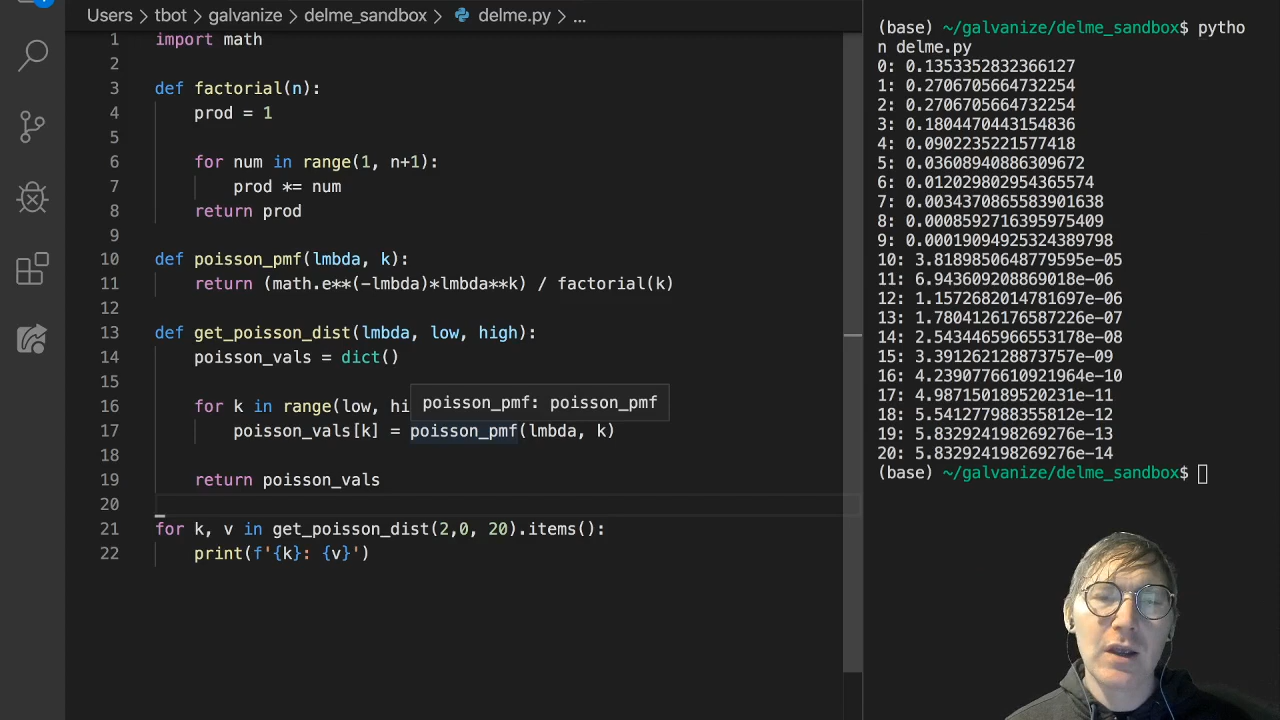 Users > tbot > galvanize > delme_sandbox > delme.py > ...
1 import math
2
3 def factorial(n):
4 prod = 1
5
6 for num in range(1, n+1):
7 prod *= num
8 return prod
9
10 def poisson_pmf(lmbda, k):
11 return (math.e**(-lmbda)*lmbda**k) / factorial(k)
12
13 def get_poisson_dist(lmbda, low, high):
14 poisson_vals = dict()
15
poisson_pmf: poisson_pmf
16 for k in range(low, hi
17 poisson_vals[k] = poisson_pmf(lmbda, k)
18
19 return poisson_vals
20
21 for k, v in get_poisson_dist(2,0, 20).items():
22 print(f'{k}: {v}')
(base) ~/galvanize/delme_sandbox$ pytho
n delme.py
0: 0.1353352832366127
1: 0.2706705664732254
2: 0.2706705664732254
3: 0.1804470443154836
4: 0.0902235221577418
5: 0.03608940886309672
6: 0.012029802954365574
7: 0.0034370865583901638
8: 0.0008592716395975409
9: 0.00019094925324389798
10: 3.8189850648779595e-05
11: 6.943609208869018e-06
12: 1.1572682014781697e-06
13: 1.7804126176587226e-07
14: 2.5434465966553178e-08
15: 3.391262128873757e-09
16: 4.2390776610921964e-10
17: 4.987150189520231e-11
18: 5.541277988355812e-12
19: 5.832924198269276e-13
20: 5.832924198269276e-14
(base) ~/galvanize/delme_sandbox$